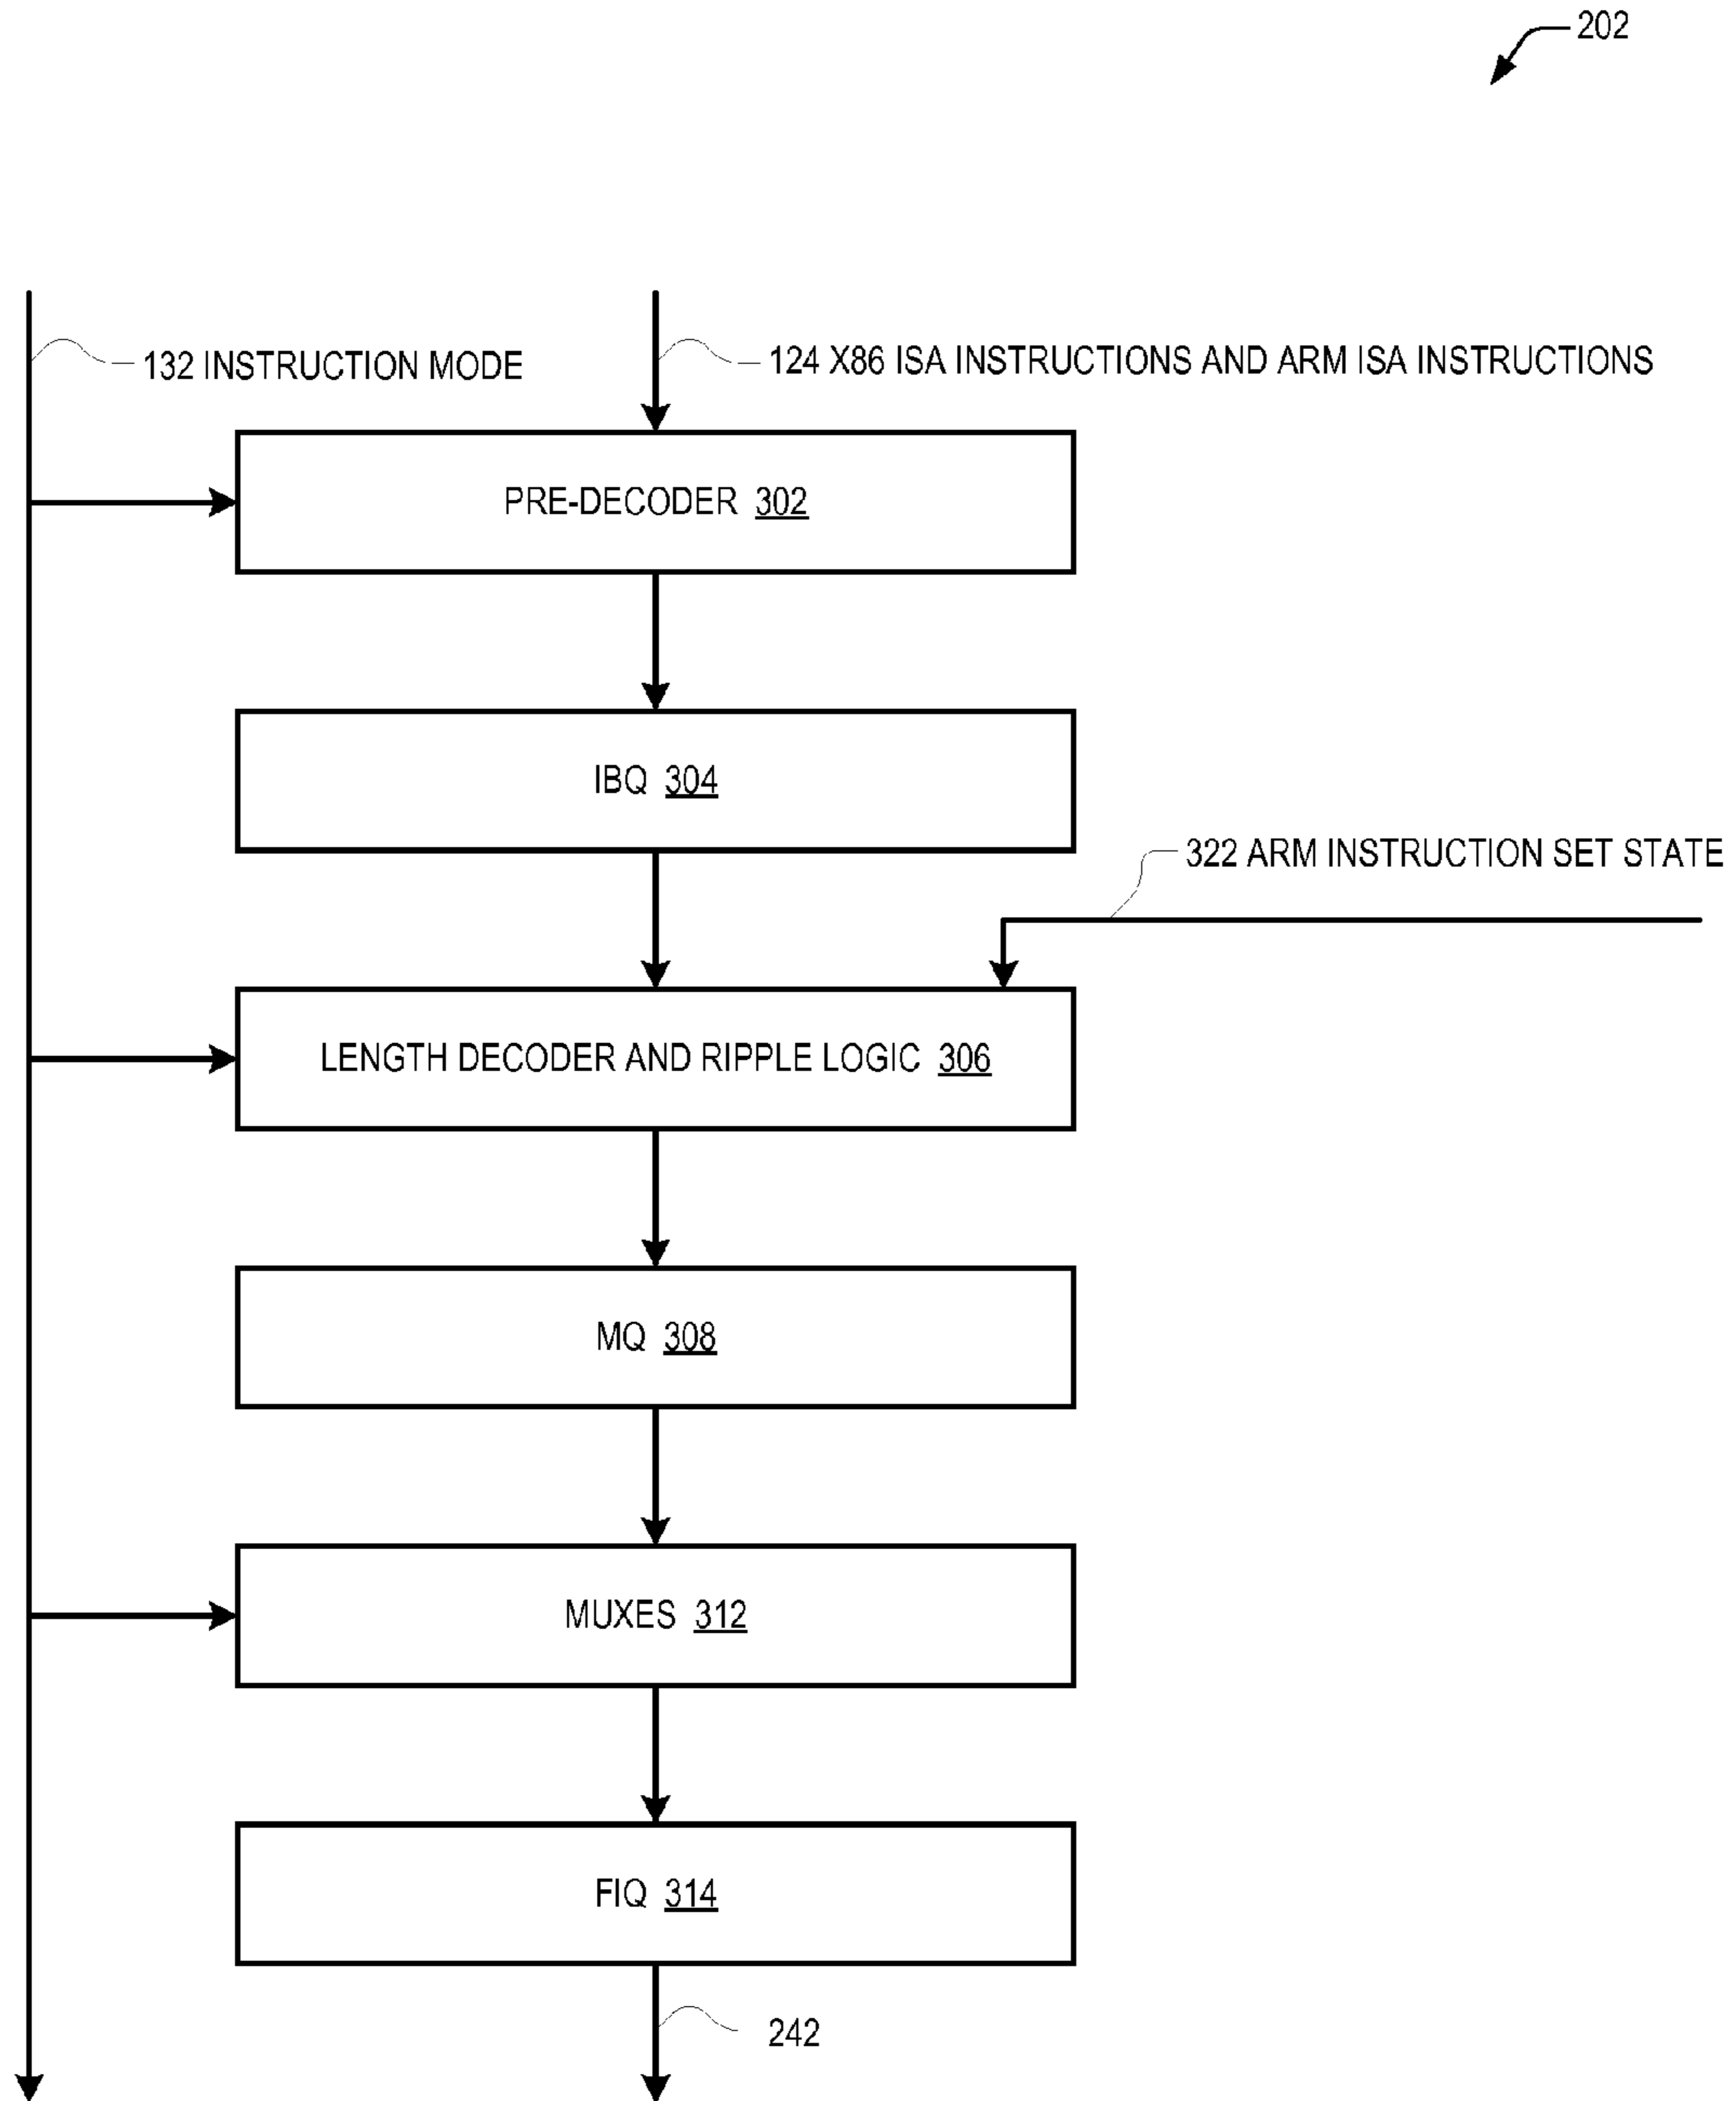 202
132 INSTRUCTION MODE
124 X86 ISA INSTRUCTIONS AND ARM ISA INSTRUCTIONS
PRE-DECODER 302
IBQ 304
322 ARM INSTRUCTION SET STATE
LENGTH DECODER AND RIPPLE LOGIC 306
MQ 308
MUXES 312
FIQ 314
242